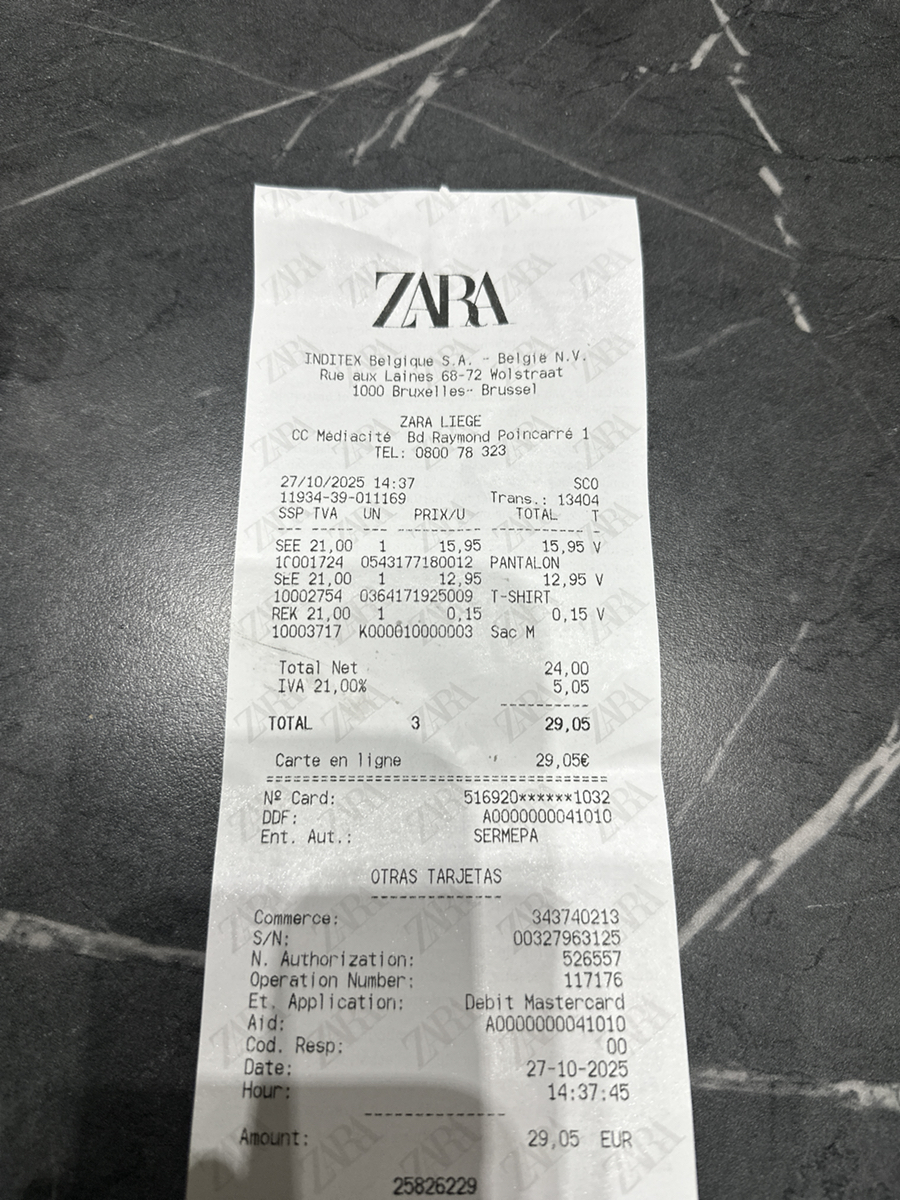 ZARA
INDITEX Belgique S.A. - België N.V.
Rue aux Laines 68-72 Wolstraat
1000 Bruxelles- Brussel
ZARA LIEGE
CC Médiacité Bd Raymond Poincarré 1
TEL: 0800 78 323
27/10/2025 14:37 SCO
11934-39-011169 Trans.: 13404
SSP TVA UN PRIX/U TOTAL T
SEE 21,00 1 15,95 15,95 V
10001724 0543177180012 PANTALON
SEE 21,00 1 12,95 12,95 V
10002754 0364171925009 T-SHIRT
REK 21,00 1 0,15 0,15 V
10003717 K000010000003 Sac M
Total Net 24,00
IVA 21,00% 5,05
TOTAL 3 29,05
Carte en ligne 29,05€
Nº Card: 516920******1032
DDF: A0000000041010
Ent. Aut.: SERMEPA
OTRAS TARJETAS
Commerce: 343740213
S/N: 00327963125
N. Authorization: 526557
Operation Number: 117176
Et. Application: Debit Mastercard
Aid: A0000000041010
Cod. Resp: 00
Date: 27-10-2025
Hour: 14:37:45
Amount: 29,05 EUR
25826229